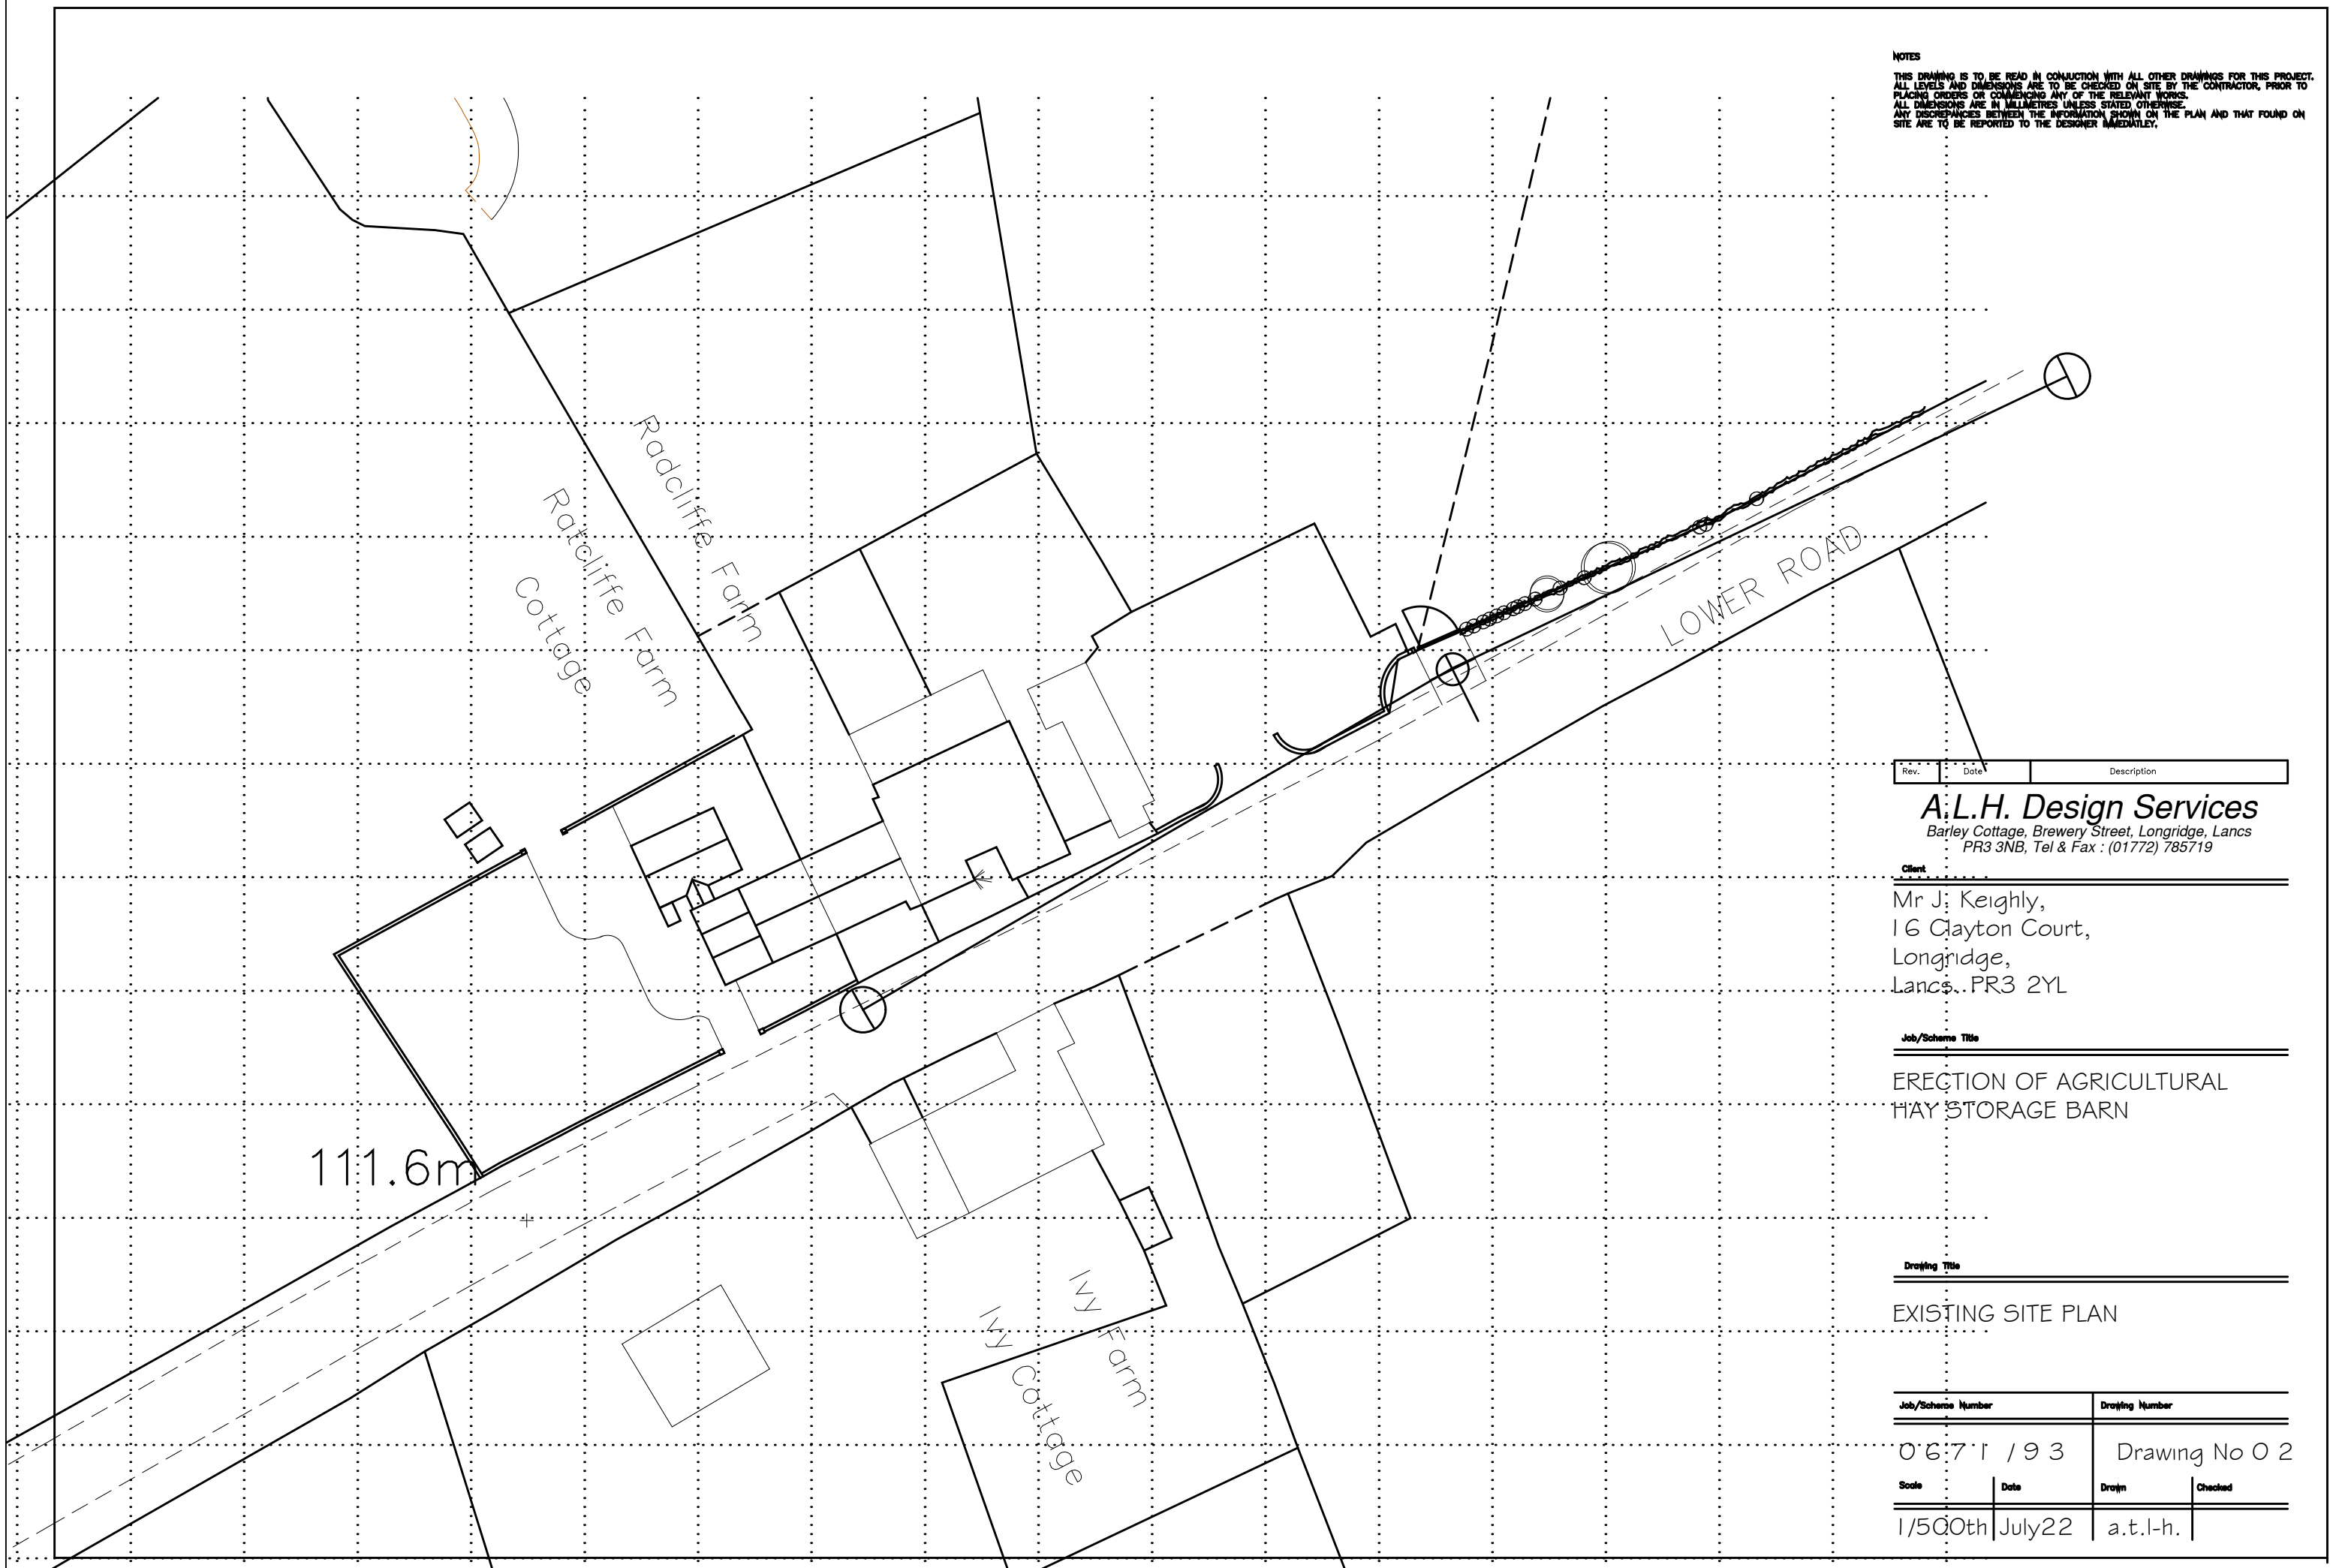 NOTES
THIS DRAWING IS TO BE READ IN CONJUCTION WITH ALL OTHER DRAWINGS FOR THIS PROJECT.
ALL LEVELS AND DIMENSIONS ARE TO BE CHECKED ON SITE BY THE CONTRACTOR, PRIOR TO
PLACING ORDERS OR COMMENCING ANY OF THE RELEVANT WORKS.
ALL DIMENSIONS ARE IN MILLIMETRES UNLESS STATED OTHERWISE.
ANY DISCREPANCIES BETWEEN THE INFORMATION SHOWN ON THE PLAN AND THAT FOUND ON
SITE ARE TO BE REPORTED TO THE DESIGNER IMMEDIATLEY.
Radcliffe Farm
Ratcliffe Farm
Cottage
LOWER ROAD
111.6m
Ivy Farm
Ivy Cottage
Rev. Date Description
A.L.H. Design Services
Barley Cottage, Brewery Street, Longridge, Lancs
PR3 3NB, Tel & Fax : (01772) 785719
Client
Mr J. Keighly,
16 Clayton Court,
Longridge,
Lancs. PR3 2YL
Job/Scheme Title
ERECTION OF AGRICULTURAL
HAY STORAGE BARN
Drawing Title
EXISTING SITE PLAN
Job/Scheme Number Drawing Number
0671 /93 Drawing No 02
Scale Date Drawn Checked
1/500th July22 a.t.l-h.